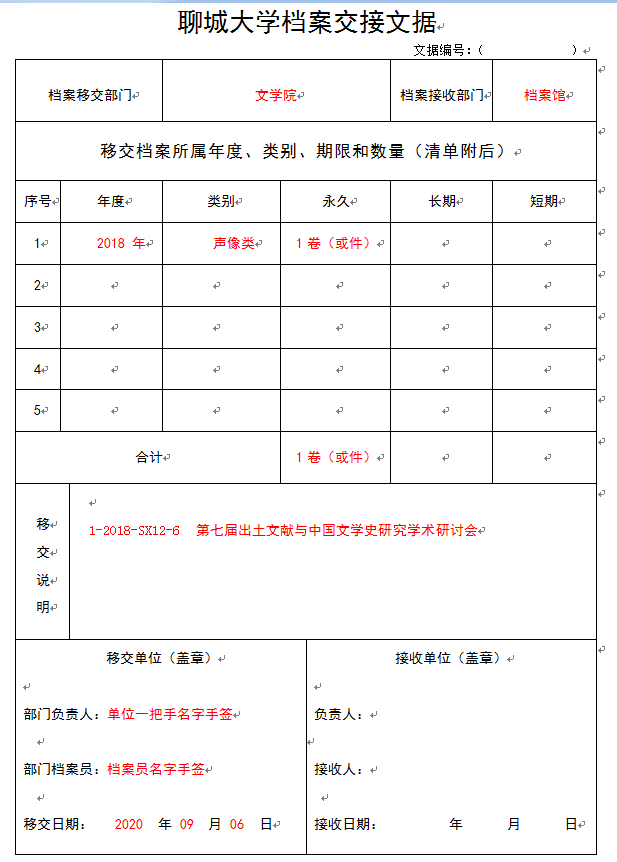 聊城大学档案交接文据
文据编号：（ ）
档案移交部门 文学院 档案接收部门 档案馆
移交档案所属年度、类别、期限和数量（清单附后）
序号 年度 类别 永久 长期 短期
1 2018 年 声像类 1 卷（或件）
2
3
4
5
合计 1 卷（或件）
移
交
说
明
1-2018-SX12-6 第七届出土文献与中国文学史研究学术研讨会
移交单位（盖章） 接收单位（盖章）
部门负责人：单位一把手名字手签 负责人：
部门档案员：档案员名字手签 接收人：
移交日期： 2020 年 09 月 06 日 接收日期： 年 月 日